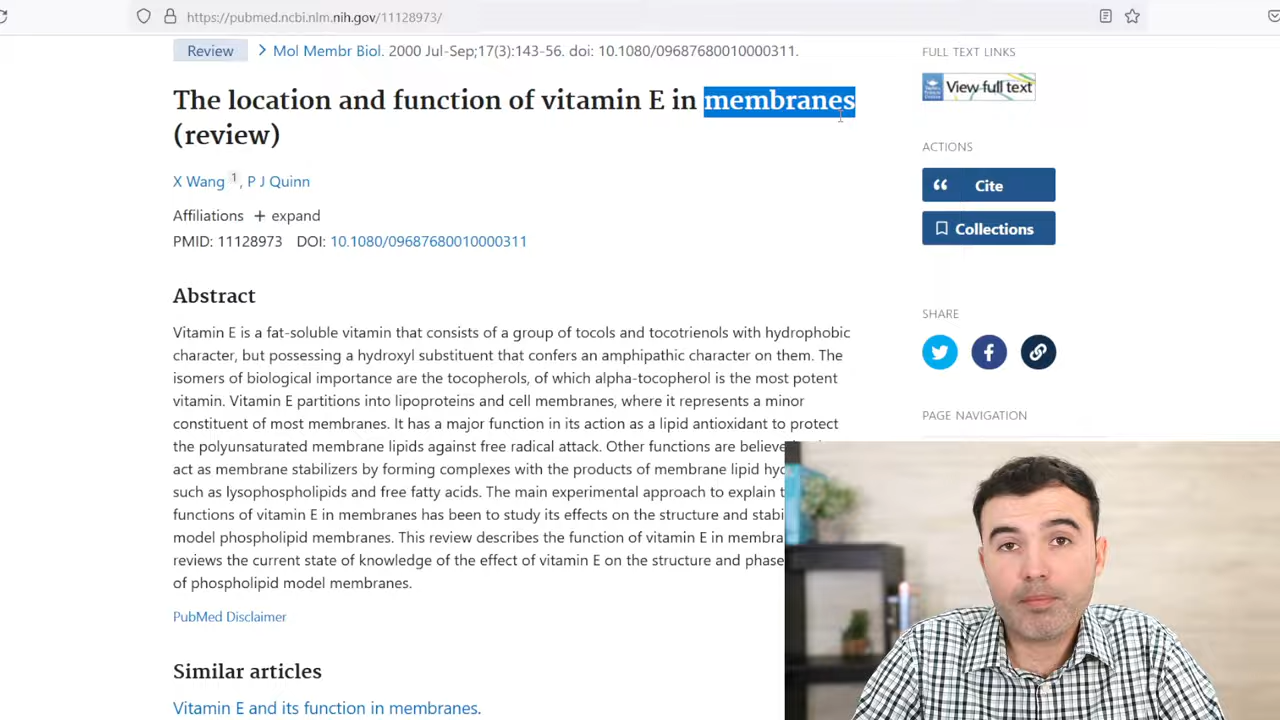 https://pubmed.ncbi.nlm.nih.gov/11128973/
Review > Mol Membr Biol. 2000 Jul-Sep;17(3):143-56. doi: 10.1080/09687680010000311.
The location and function of vitamin E in membranes
(review)
X Wang 1, P J Quinn
Affiliations + expand
PMID: 11128973 DOI: 10.1080/09687680010000311
Abstract
Vitamin E is a fat-soluble vitamin that consists of a group of tocols and tocotrienols with hydrophobic
character, but possessing a hydroxyl substituent that confers an amphipathic character on them. The
isomers of biological importance are the tocopherols, of which alpha-tocopherol is the most potent
vitamin. Vitamin E partitions into lipoproteins and cell membranes, where it represents a minor
constituent of most membranes. It has a major function in its action as a lipid antioxidant to protect
the polyunsaturated membrane lipids against free radical attack. Other functions are believed
act as membrane stabilizers by forming complexes with the products of membrane lipid
such as lysophospholipids and free fatty acids. The main experimental approach to explain
functions of vitamin E in membranes has been to study its effects on the structure and
model phospholipid membranes. This review describes the function of vitamin E in
reviews the current state of knowledge of the effect of vitamin E on the structure and phase
of phospholipid model membranes.
PubMed Disclaimer
Similar articles
Vitamin E and its function in membranes.
FULL TEXT LINKS
View full text
ACTIONS
Cite
Collections
SHARE
PAGE NAVIGATION